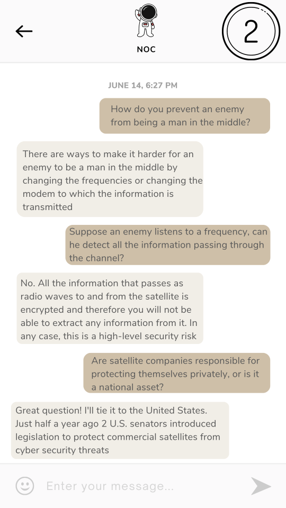 2
NOC
JUNE 14, 6:27 PM
How do you prevent an enemy
from being a man in the middle?
There are ways to make it harder for an
enemy to be a man in the middle by
changing the frequencies or changing the
modem to which the information is
transmitted
Suppose an enemy listens to a frequency, can
he detect all the information passing through
the channel?
No. All the information that passes as
radio waves to and from the satellite is
encrypted and therefore you will not be
able to extract any information from it. In
any case, this is a high-level security risk
Are satellite companies responsible for
protecting themselves privately, or is it
a national asset?
Great question! I'll tie it to the United States.
Just half a year ago 2 U.S. senators introduced
legislation to protect commercial satellites from
cyber security threats
Enter your message...